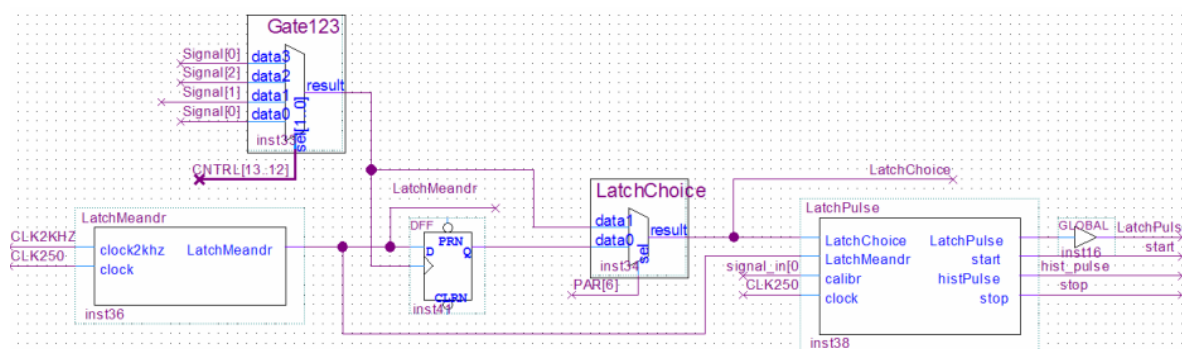 Gate123
Signal[0] data3
Signal[2] data2
Signal[1] data1
Signal[0] data0
result
sel[1..0]
inst35
CNTRL[13..12]
LatchMeandr
CLK2KHZ
CLK250
clock2khz
clock
LatchMeandr
inst36
LatchMeandr
DFF
PRN
D
Q
CLRN
inst41
LatchChoice
data1
data0
result
sel
inst34
PAR[6]
LatchChoice
LatchPulse
LatchChoice
LatchMeandr
calibr
clock
LatchPulse
start
histPulse
stop
signal_in[0]
CLK250
inst38
GLOBAL
inst16
LatchPuls
start
hist_pulse
stop